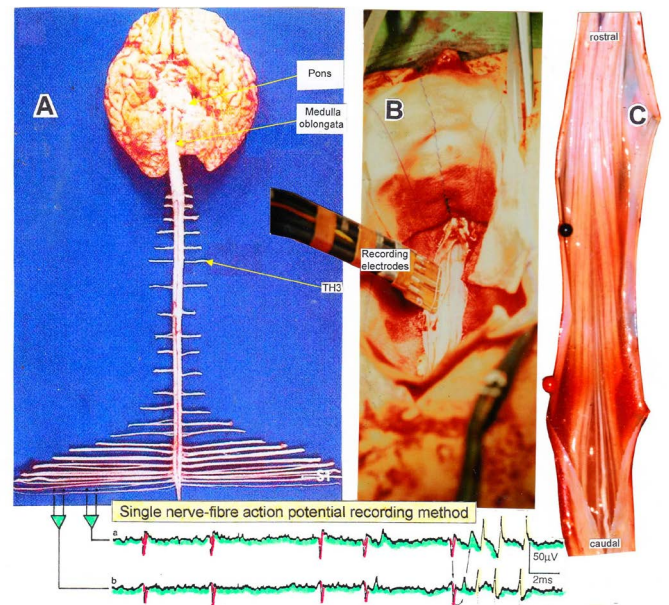 A
Pons
Medulla
oblongata
TH3
S1
B
Recording
electrodes
rostral
C
caudal
Single nerve-fibre action potential recording method
a
50μV
2ms
b